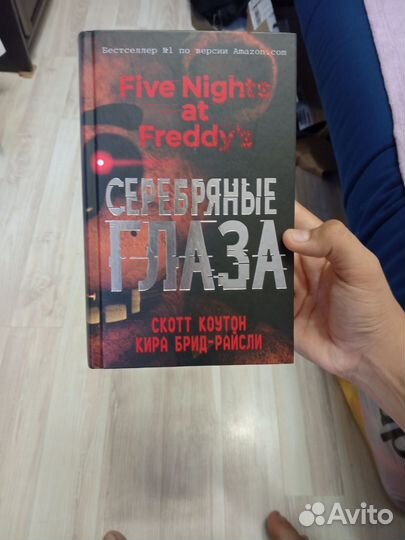 Бестселлер №1 по версии Amazon.com
Five Nights
at
Freddy's
СЕРЕБРЯНЫЕ
ГЛАЗА
СКОТТ КОУТОН
КИРА БРИД-РАЙСЛИ
Avito